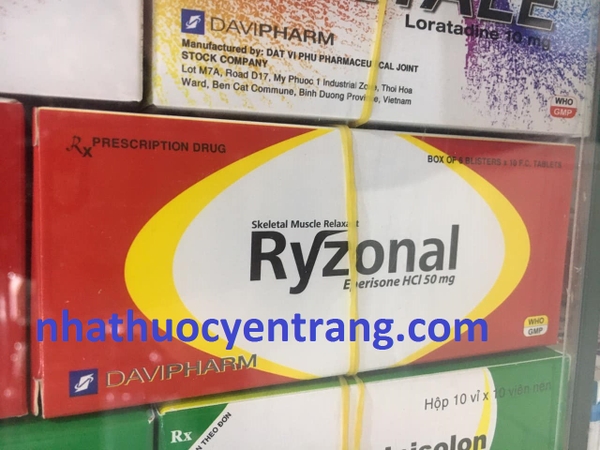 DAVIPHARM
Loratadine 10 mg
Manufactured by: DAT VI PHU PHARMACEUTICAL JOINT
STOCK COMPANY
Lot M7A, Road D17, My Phuoc 1 Industrial Zone, Thoi Hoa
Ward, Ben Cat Commune, Binh Duong Province, Vietnam
WHO
GMP
Rx PRESCRIPTION DRUG
BOX OF 5 BLISTERS x 10 F.C. TABLETS
Skeletal Muscle Relaxant
Ryzonal
Eperisone HCl 50 mg
nhathuocyentrang.com
WHO
GMP
DAVIPHARM
Hộp 10 vỉ x 10 viên nén
Rx
THEO ĐƠN